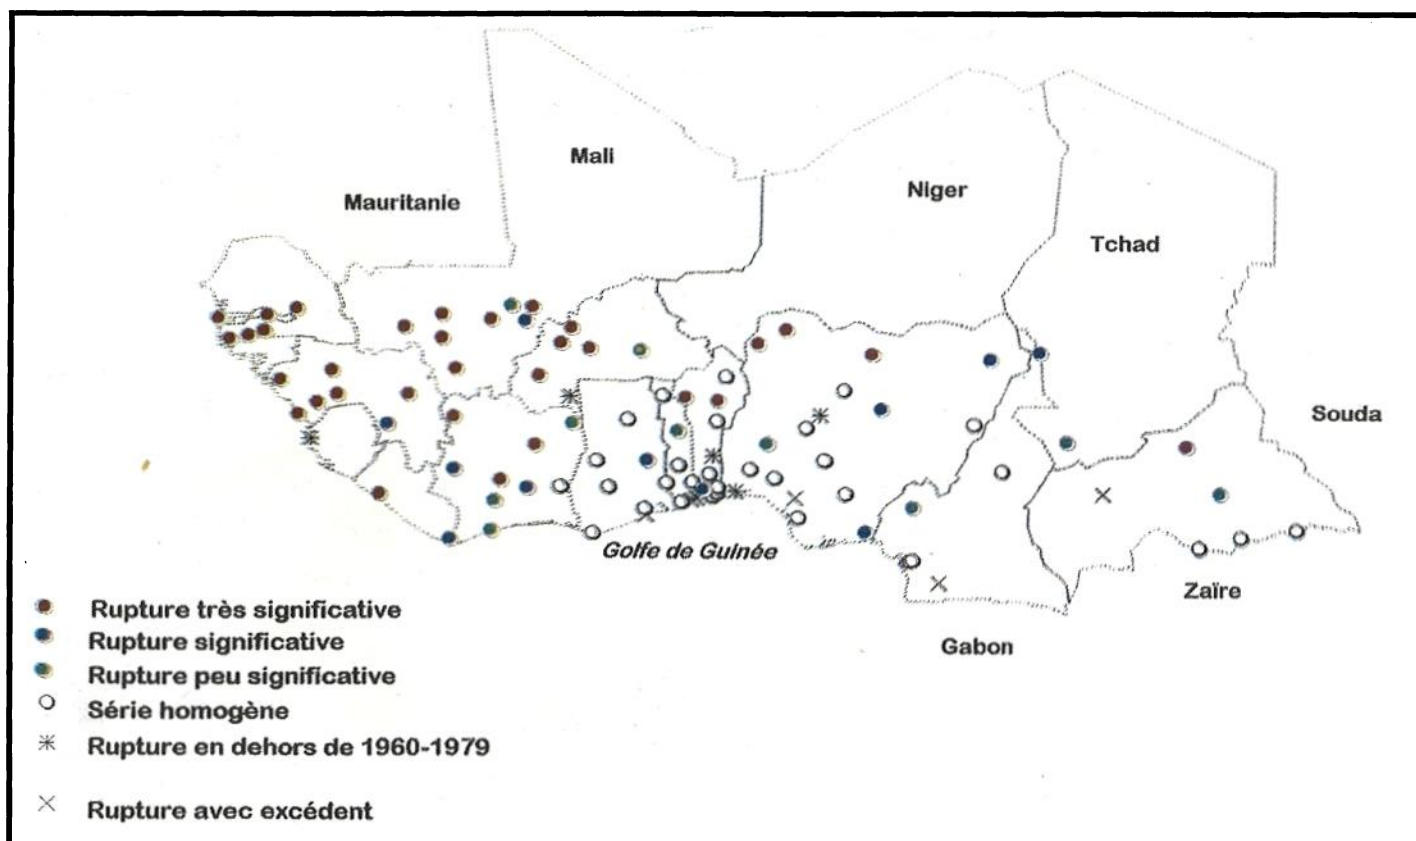 Mali
Mauritanie
Niger
Tchad
Souda
Golfe de Guinée
Zaïre
Gabon
Rupture très significative
Rupture significative
Rupture peu significative
Série homogène
Rupture en dehors de 1960-1979
Rupture avec excédent